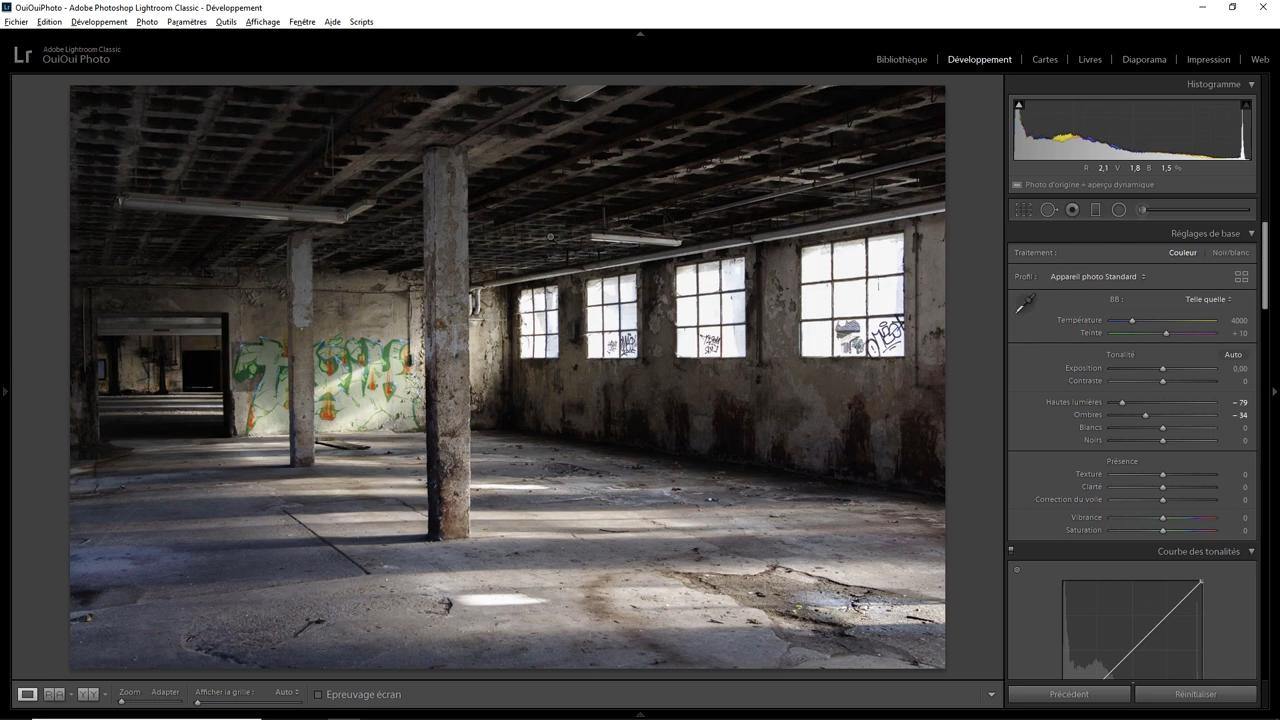 OuiOuiPhoto - Adobe Photoshop Lightroom Classic - Développement
Fichier Edition Développement Photo Paramètres Outils Affichage Fenêtre Aide Scripts
Lr Adobe Lightroom Classic
OuiOui Photo
Bibliothèque | Développement | Cartes | Livres | Diaporama | Impression | Web
Histogramme
R 2,1 V 1,8 B 1,5 %
Photo d'origine + aperçu dynamique
Réglages de base
Traitement : Couleur Noir/blanc
Profil : Appareil photo Standard
BB : Telle quelle
Température 4000
Teinte + 10
Tonalité Auto
Exposition 0,00
Contraste 0
Hautes lumières – 79
Ombres – 34
Blancs 0
Noirs 0
Présence
Texture 0
Clarté 0
Correction du voile 0
Vibrance 0
Saturation 0
Courbe des tonalités
Zoom Adapter Afficher la grille : Auto Epreuvage écran
Précédent Réinitialiser